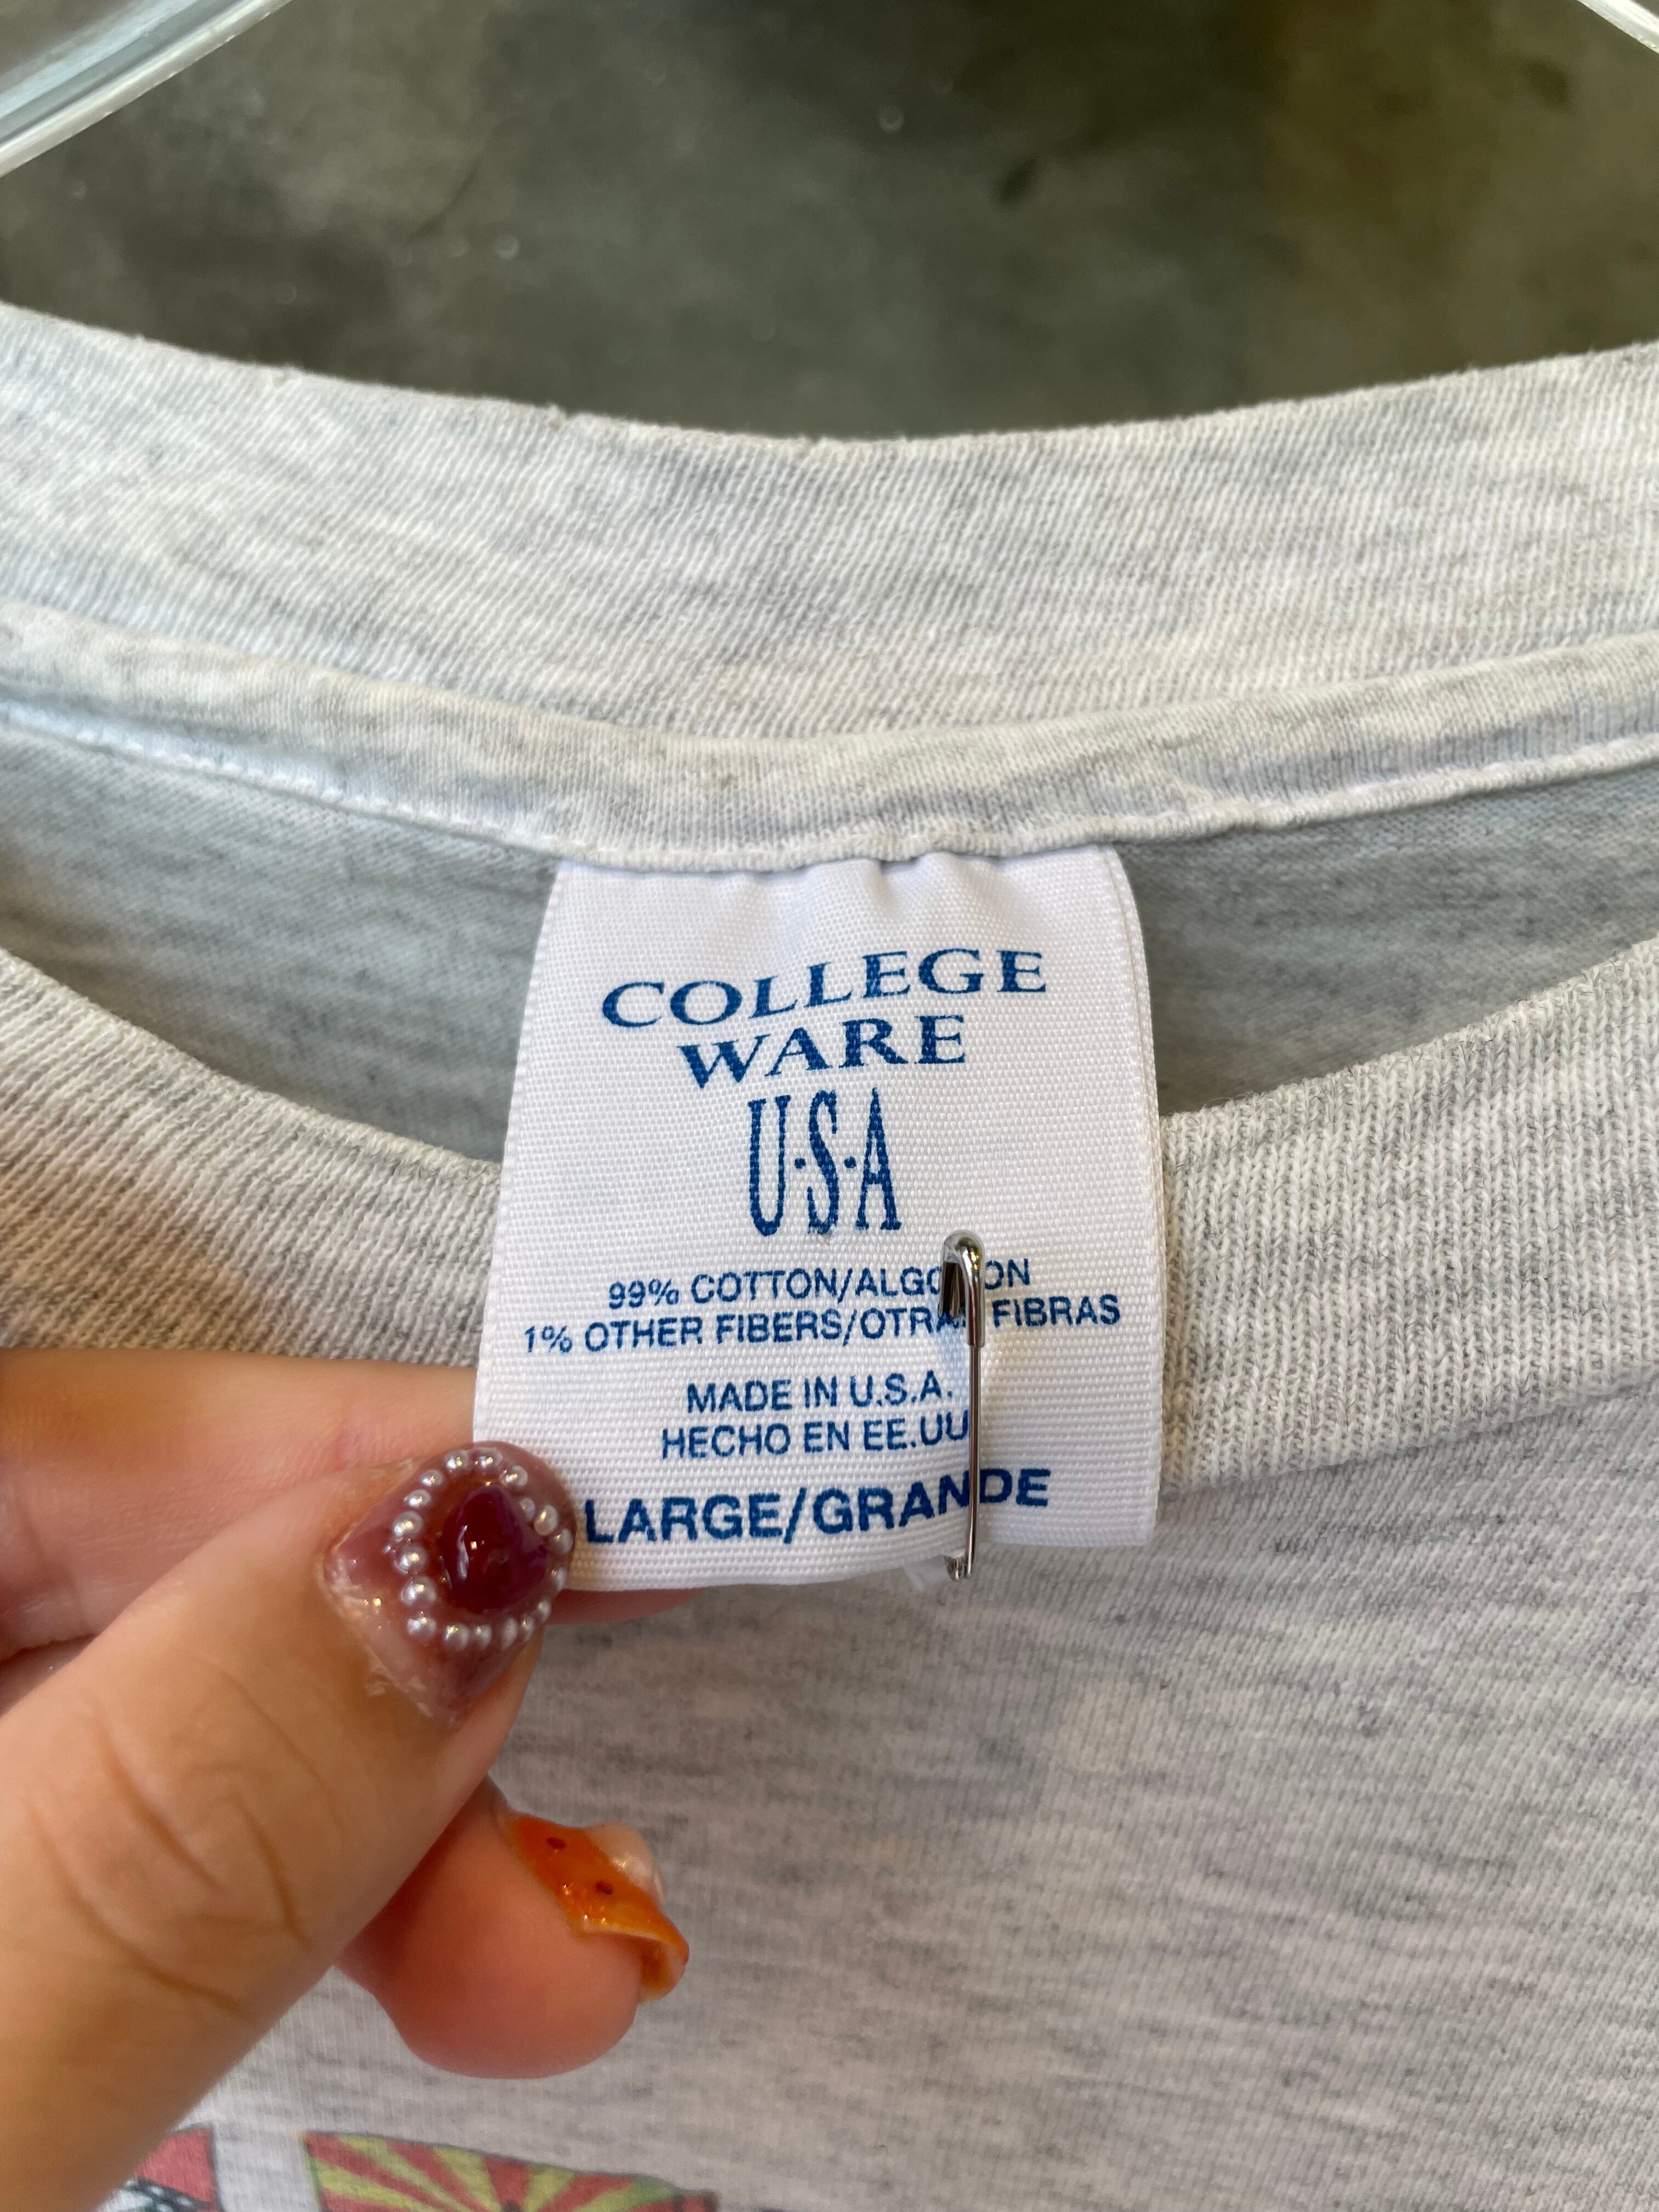 COLLEGE
WARE
U·S·A
99% COTTON/ALGODON
1% OTHER FIBERS/OTRAS FIBRAS
MADE IN U.S.A.
HECHO EN EE.UU
LARGE/GRANDE